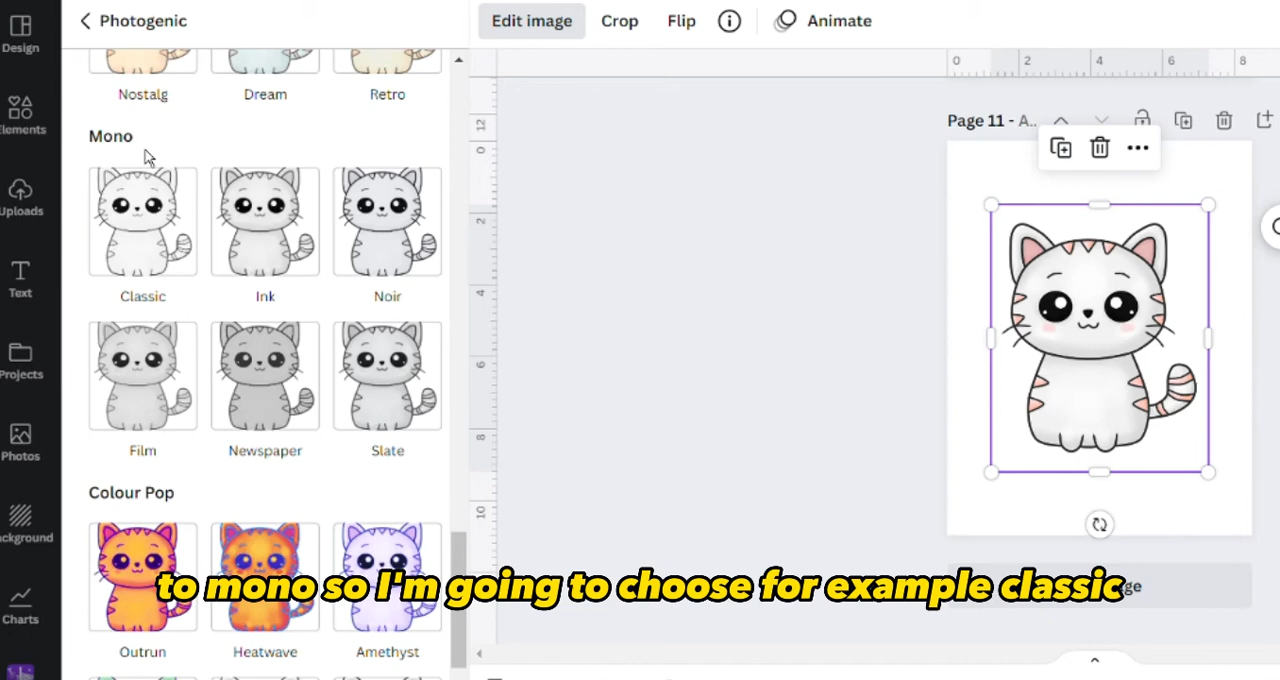 Photogenic
Edit image
Crop
Flip
Animate
Design
Elements
Uploads
Text
Projects
Photos
ckground
Charts
Nostalg
Dream
Retro
Mono
Classic
Ink
Noir
Film
Newspaper
Slate
Colour Pop
Outrun
Heatwave
Amethyst
0 2 4 6 8
12
0
2
4
6
8
10
Page 11 - A..
to mono so I'm going to choose for example classic